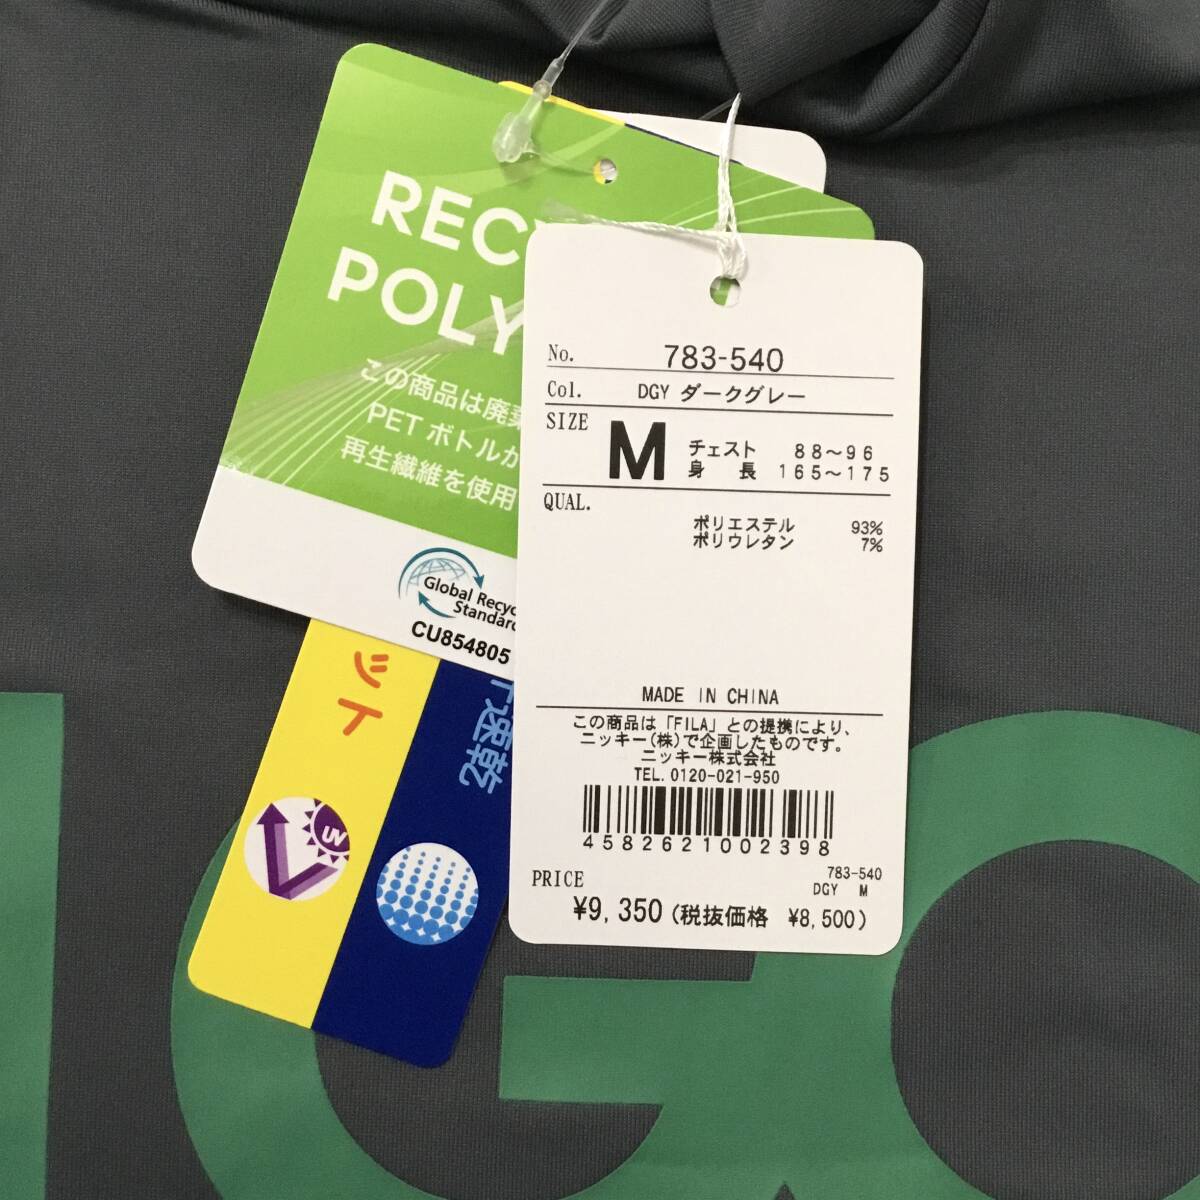 RECY
POLY
この商品は廃棄
PET ボトルか
再生繊維を使用
Global Recyc
Standard
CU854805
ット
速乾
UV
No. 783-540
Col. DGY ダークグレー
SIZE M チェスト 88～96
身長 165～175
QUAL.
ポリエステル 93%
ポリウレタン 7%
MADE IN CHINA
この商品は「FILA」との提携により、
ニッキー(株)で企画したものです。
ニッキー株式会社
TEL. 0120-021-950
4582621002398
783-540
DGY M
PRICE
¥9,350 (税抜価格 ¥8,500)
GO